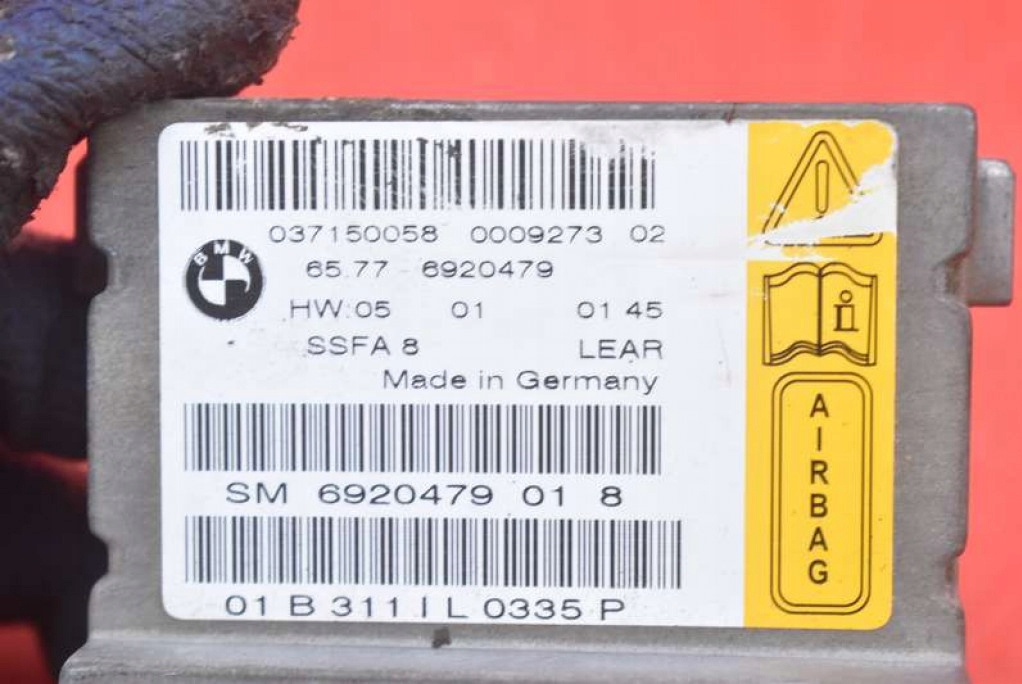 037150058 0009273 02
BMW
65.77 6920479
HW:05 01 01 45
SSFA 8 LEAR
Made in Germany
SM 6920479 01 8
01 B 311 I L 0335 P
i
AIRBAG